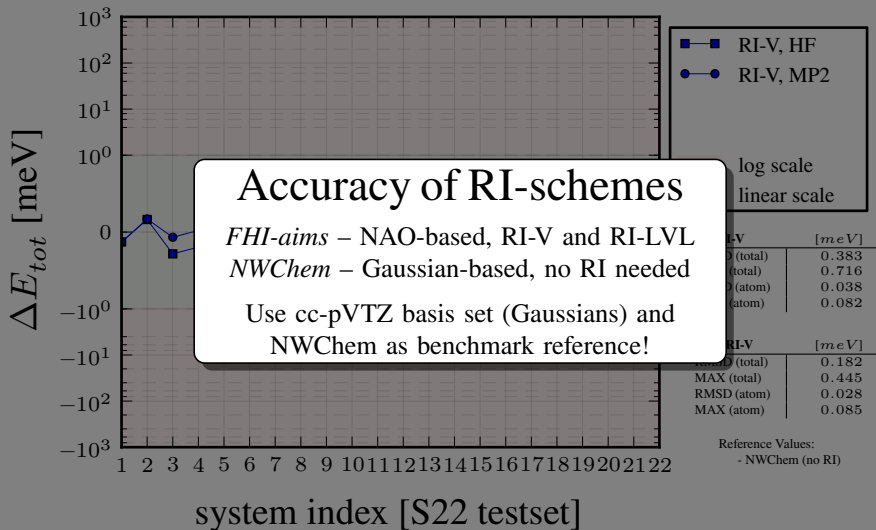 10³
10²
10¹
10⁰
0
−10⁰
−10¹
−10²
−10³
ΔE_tot [meV]
1 2 3 4 5 6 7 8 9 10 11 12 13 14 15 16 17 18 19 20 21 22
system index [S22 testset]
RI-V, HF
RI-V, MP2
log scale
linear scale
Accuracy of RI-schemes
FHI-aims – NAO-based, RI-V and RI-LVL
NWChem – Gaussian-based, no RI needed
Use cc-pVTZ basis set (Gaussians) and
NWChem as benchmark reference!
I-V [meV]
(total) 0.383
(total) 0.716
(atom) 0.038
(atom) 0.082
RI-V [meV]
RMSD (total) 0.182
MAX (total) 0.445
RMSD (atom) 0.028
MAX (atom) 0.085
Reference Values:
- NWChem (no RI)